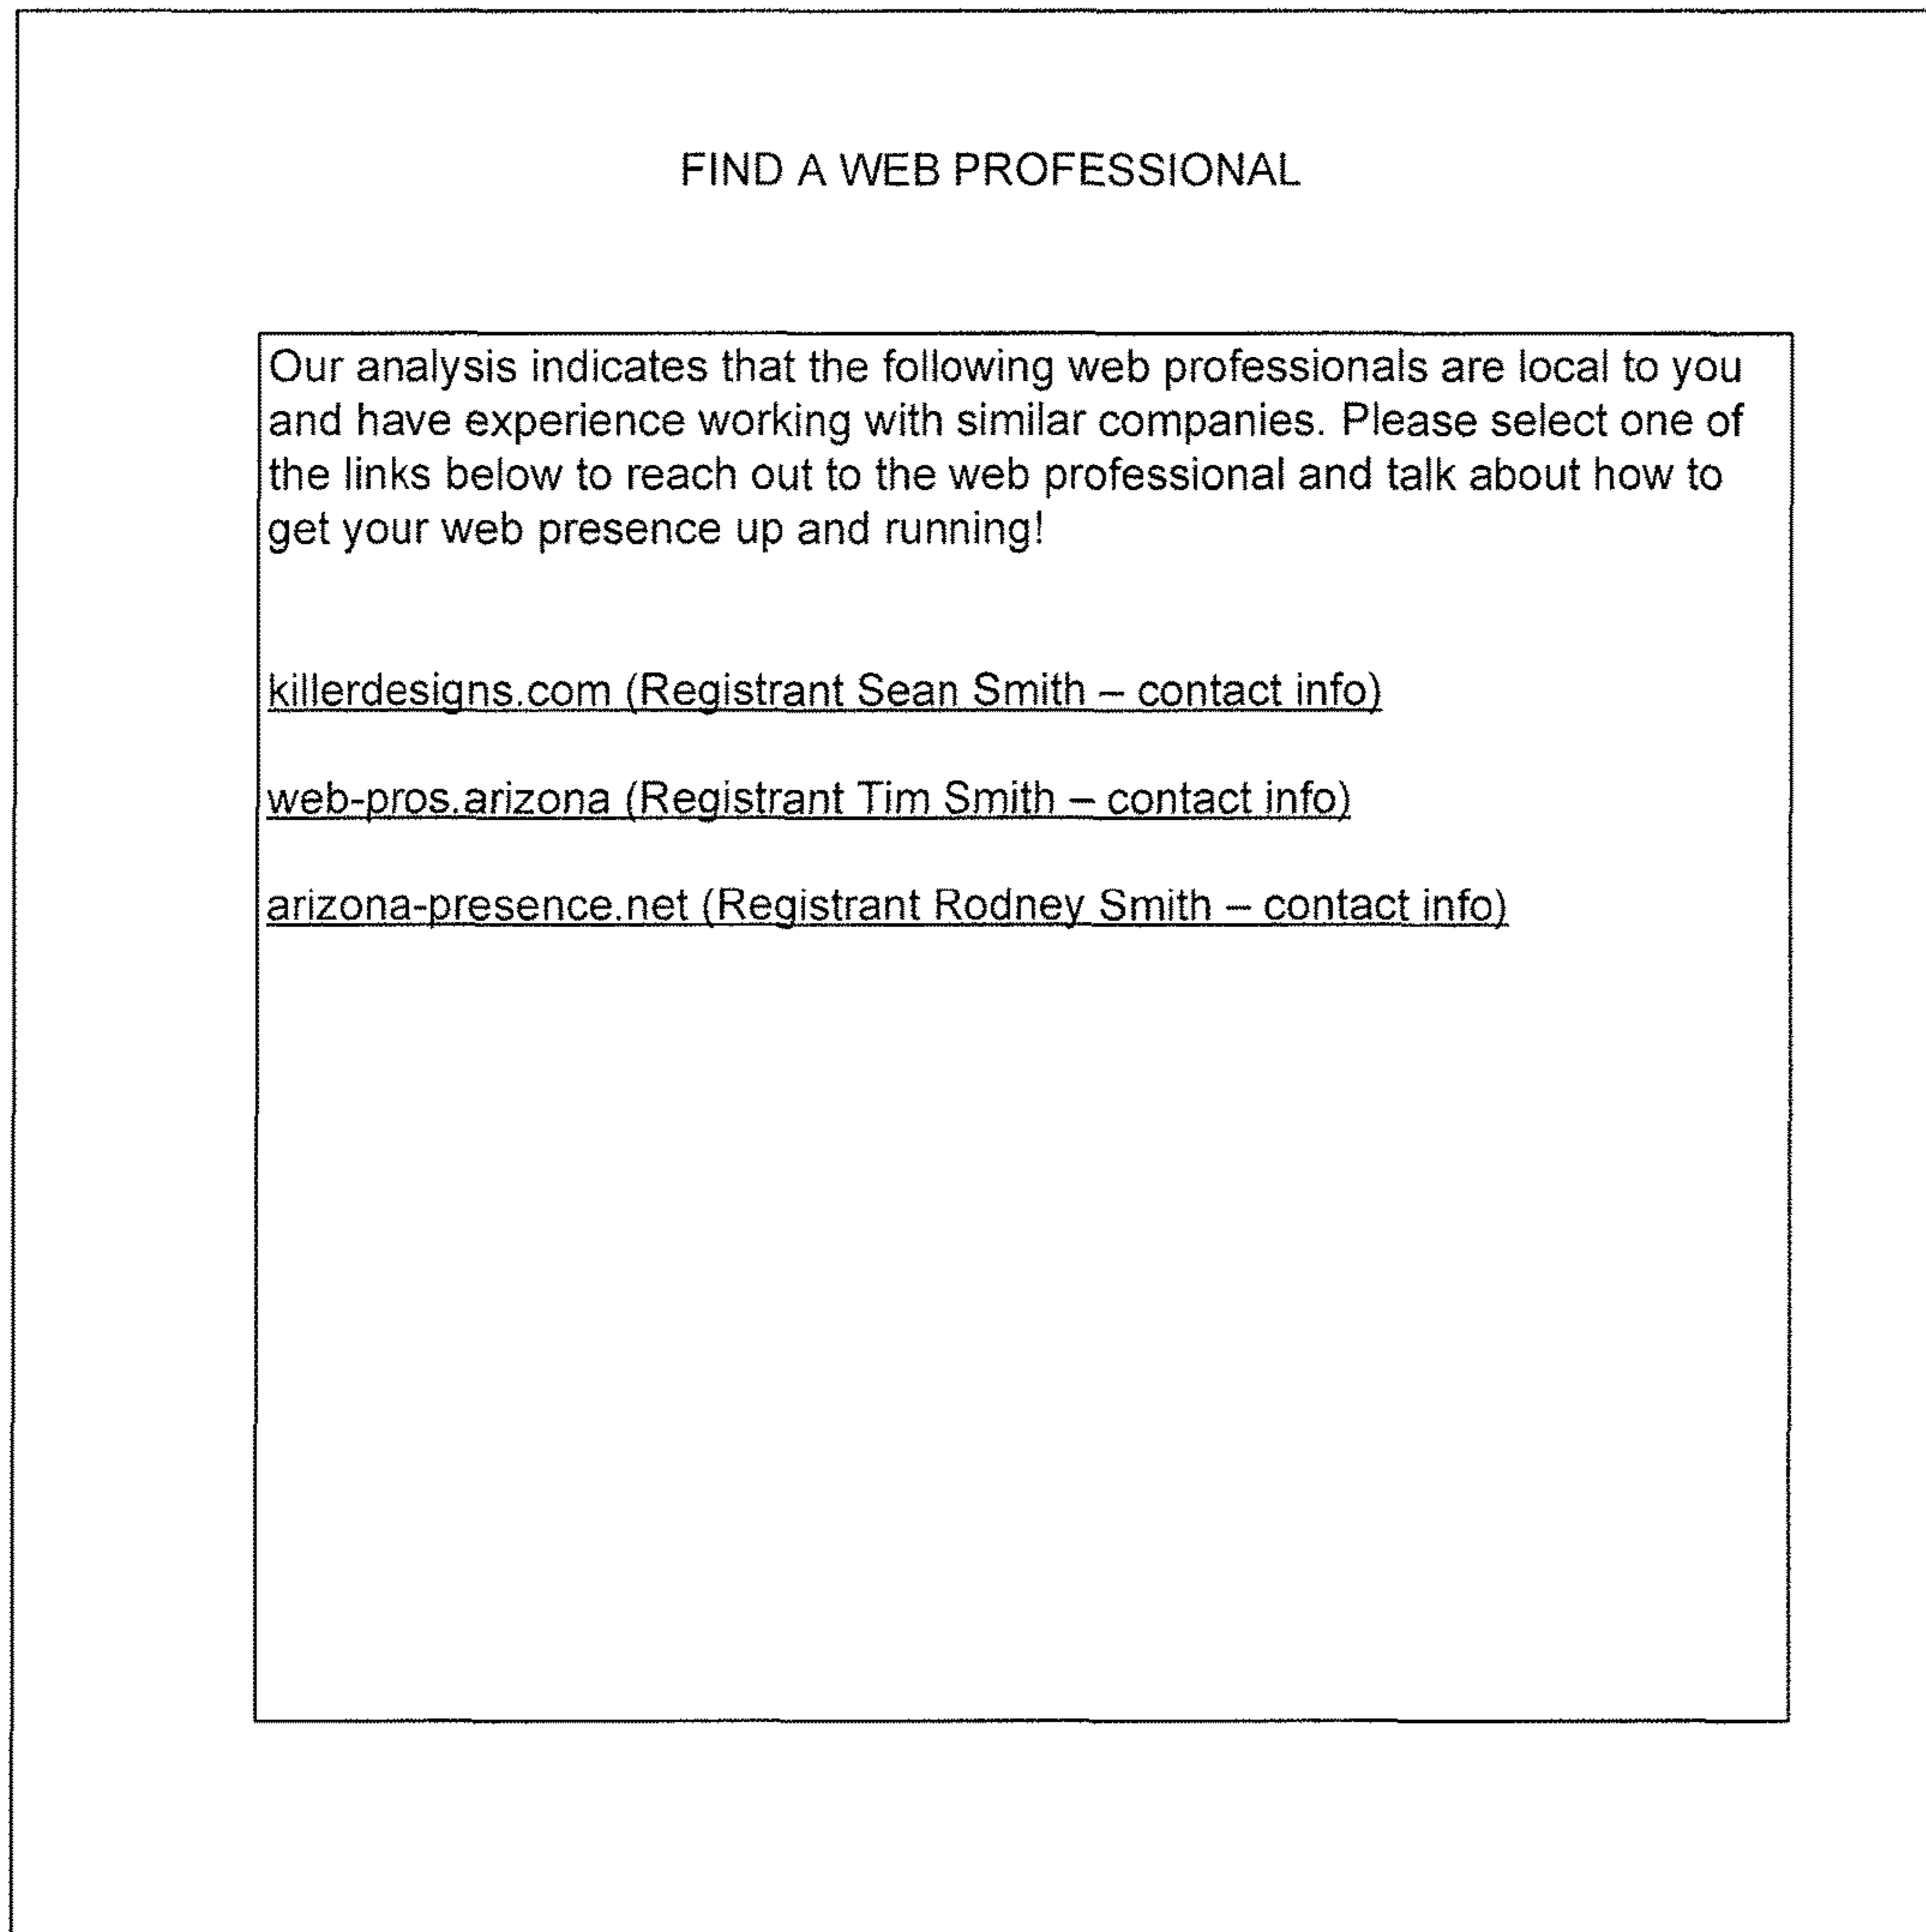 FIND A WEB PROFESSIONAL
Our analysis indicates that the following web professionals are local to you
and have experience working with similar companies. Please select one of
the links below to reach out to the web professional and talk about how to
get your web presence up and running!
killerdesigns.com (Registrant Sean Smith – contact info)
web-pros.arizona (Registrant Tim Smith – contact info)
arizona-presence.net (Registrant Rodney Smith – contact info)